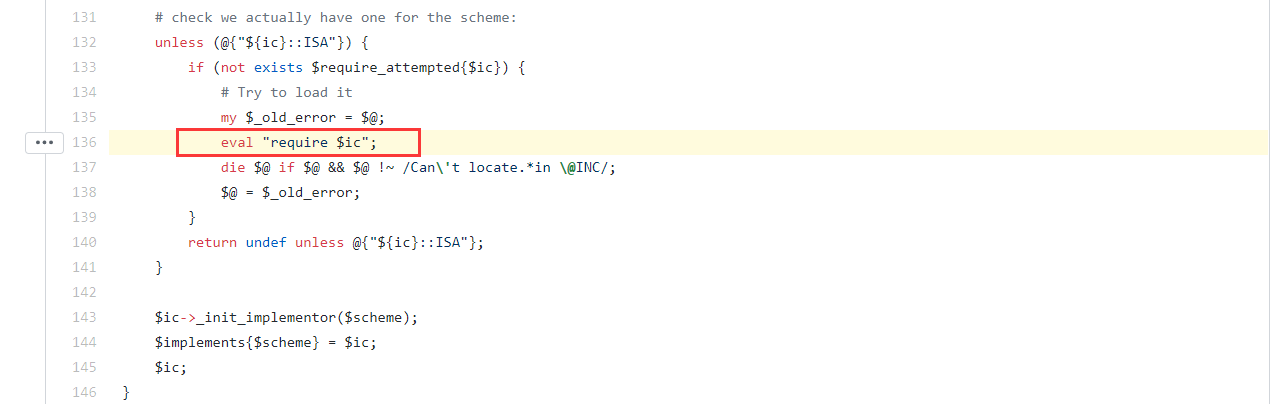 131 # check we actually have one for the scheme:
132 unless (@{"${ic}::ISA"}) {
133 if (not exists $require_attempted{$ic}) {
134 # Try to load it
135 my $_old_error = $@;
136 eval "require $ic";
137 die $@ if $@ && $@ !~ /Can\'t locate.*in \@INC/;
138 $@ = $_old_error;
139 }
140 return undef unless @{"${ic}::ISA"};
141 }
142
143 $ic->_init_implementor($scheme);
144 $implements{$scheme} = $ic;
145 $ic;
146 }